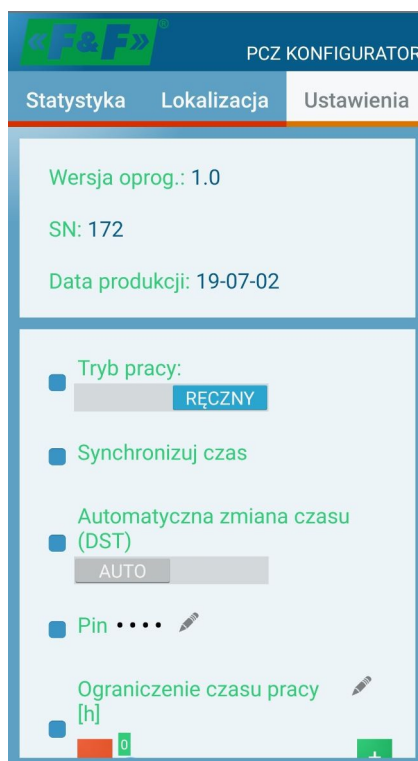 «F&F»®
PCZ KONFIGURATOR
Statystyka Lokalizacja Ustawienia
Wersja oprog.: 1.0
SN: 172
Data produkcji: 19-07-02
Tryb pracy:
RĘCZNY
Synchronizuj czas
Automatyczna zmiana czasu
(DST)
AUTO
Pin ••••
Ograniczenie czasu pracy
[h]
0
+